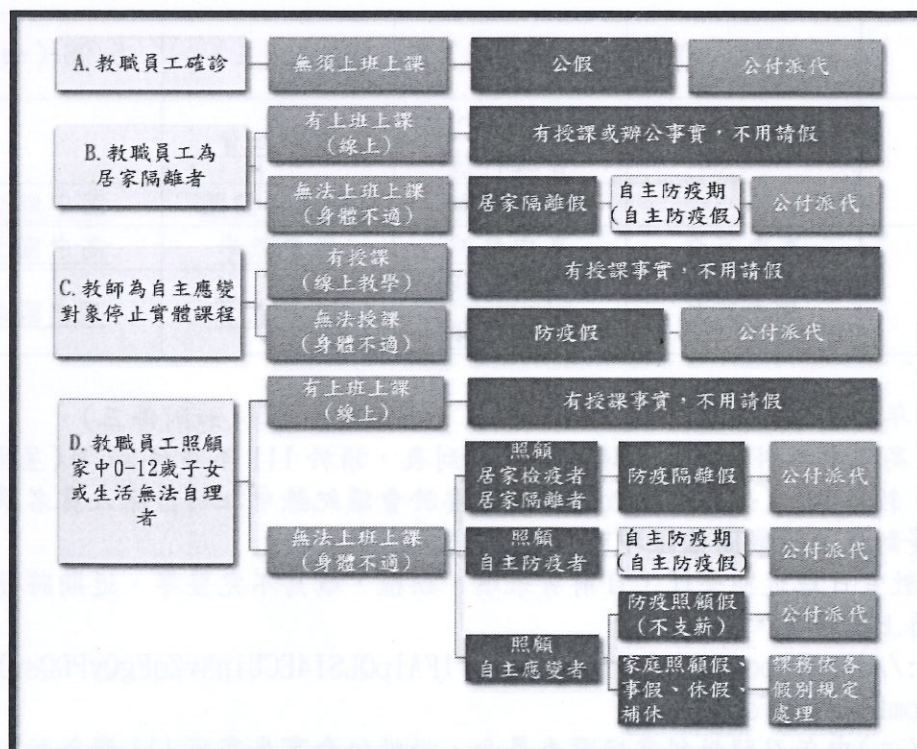 A.教職員工確診
無須上班上課
公假
公付派代
B.教職員工為
居家隔離者
有上班上課
(線上)
有授課或辦公事實,不用請假
無法上班上課
(身體不適)
居家隔離假
自主防疫期
(自主防疫假)
公付派代
C.教師為自主應變
對象停止實體課程
有授課
(線上教學)
有授課事實,不用請假
無法授課
(身體不適)
防疫假
公付派代
D.教職員工照顧
家中0-12歲子女
或生活無法自理
者
有上班上課
(線上)
有授課事實,不用請假
無法上班上課
(身體不適)
照顧
居家檢疫者
居家隔離者
防疫隔離假
公付派代
照顧
自主防疫者
自主防疫期
(自主防疫假)
公付派代
照顧
自主應變者
防疫照顧假
(不支薪)
公付派代
家庭照顧假、
事假、休假、
補休
課務依各
假別規定
處理